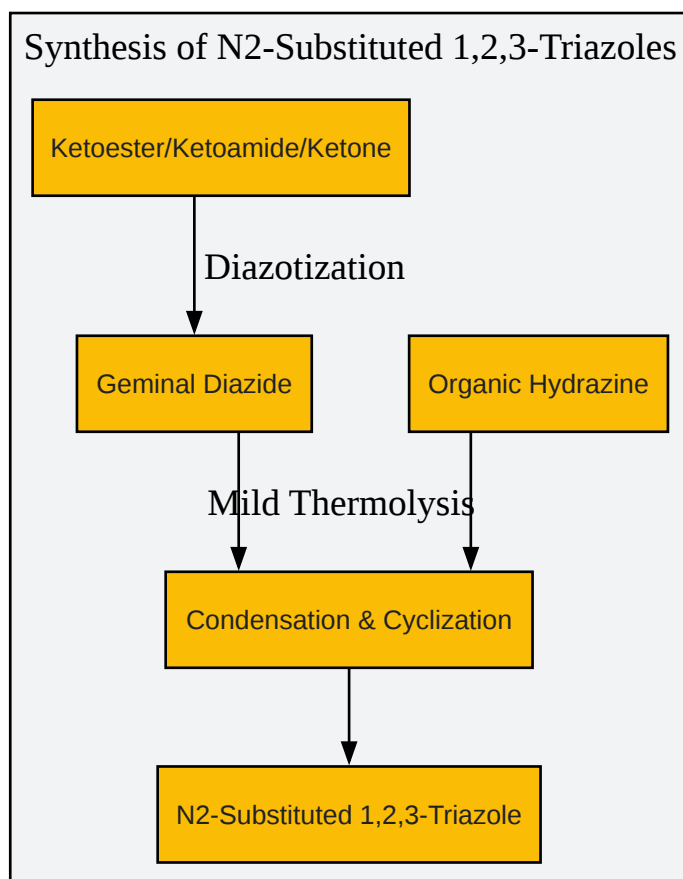 Synthesis of N2-Substituted 1,2,3-Triazoles
Ketoester/Ketoamide/Ketone
Diazotization
Geminal Diazide
Organic Hydrazine
Mild Thermolysis
Condensation & Cyclization
N2-Substituted 1,2,3-Triazole